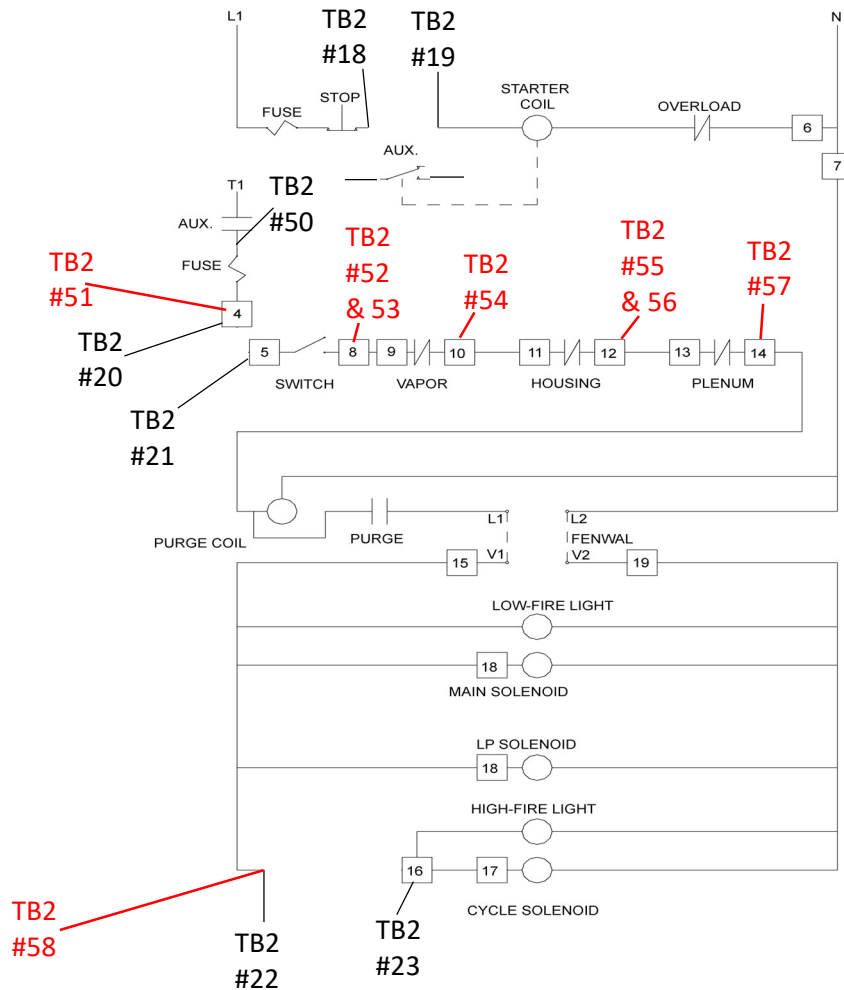 L1
TB2
#18
TB2
#19
N
STARTER
COIL
STOP
FUSE
OVERLOAD
6
7
AUX.
T1
TB2
#50
AUX.
FUSE
TB2
#51
TB2
#52
& 53
TB2
#54
TB2
#55
& 56
TB2
#57
4
TB2
#20
5
8
9
10
11
12
13
14
SWITCH
VAPOR
HOUSING
PLENUM
TB2
#21
PURGE COIL
PURGE
L1
L2
FENWAL
V1
V2
15
19
LOW-FIRE LIGHT
18
MAIN SOLENOID
LP SOLENOID
18
HIGH-FIRE LIGHT
16
17
CYCLE SOLENOID
TB2
#58
TB2
#22
TB2
#23